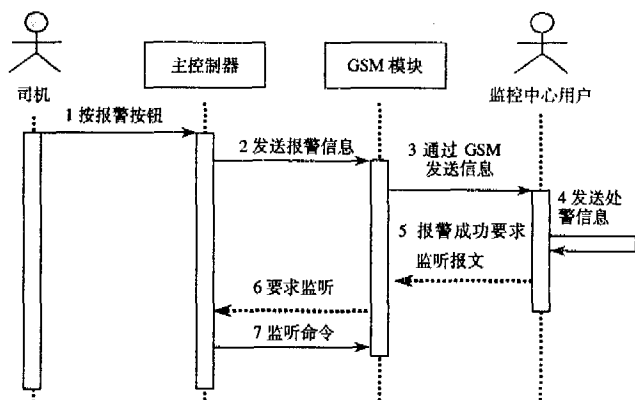 司机
主控制器
GSM 模块
监控中心用户
1 按报警按钮
2 发送报警信息
3 通过 GSM
发送信息
4 发送处
警信息
5 报警成功要求
监听报文
6 要求监听
7 监听命令